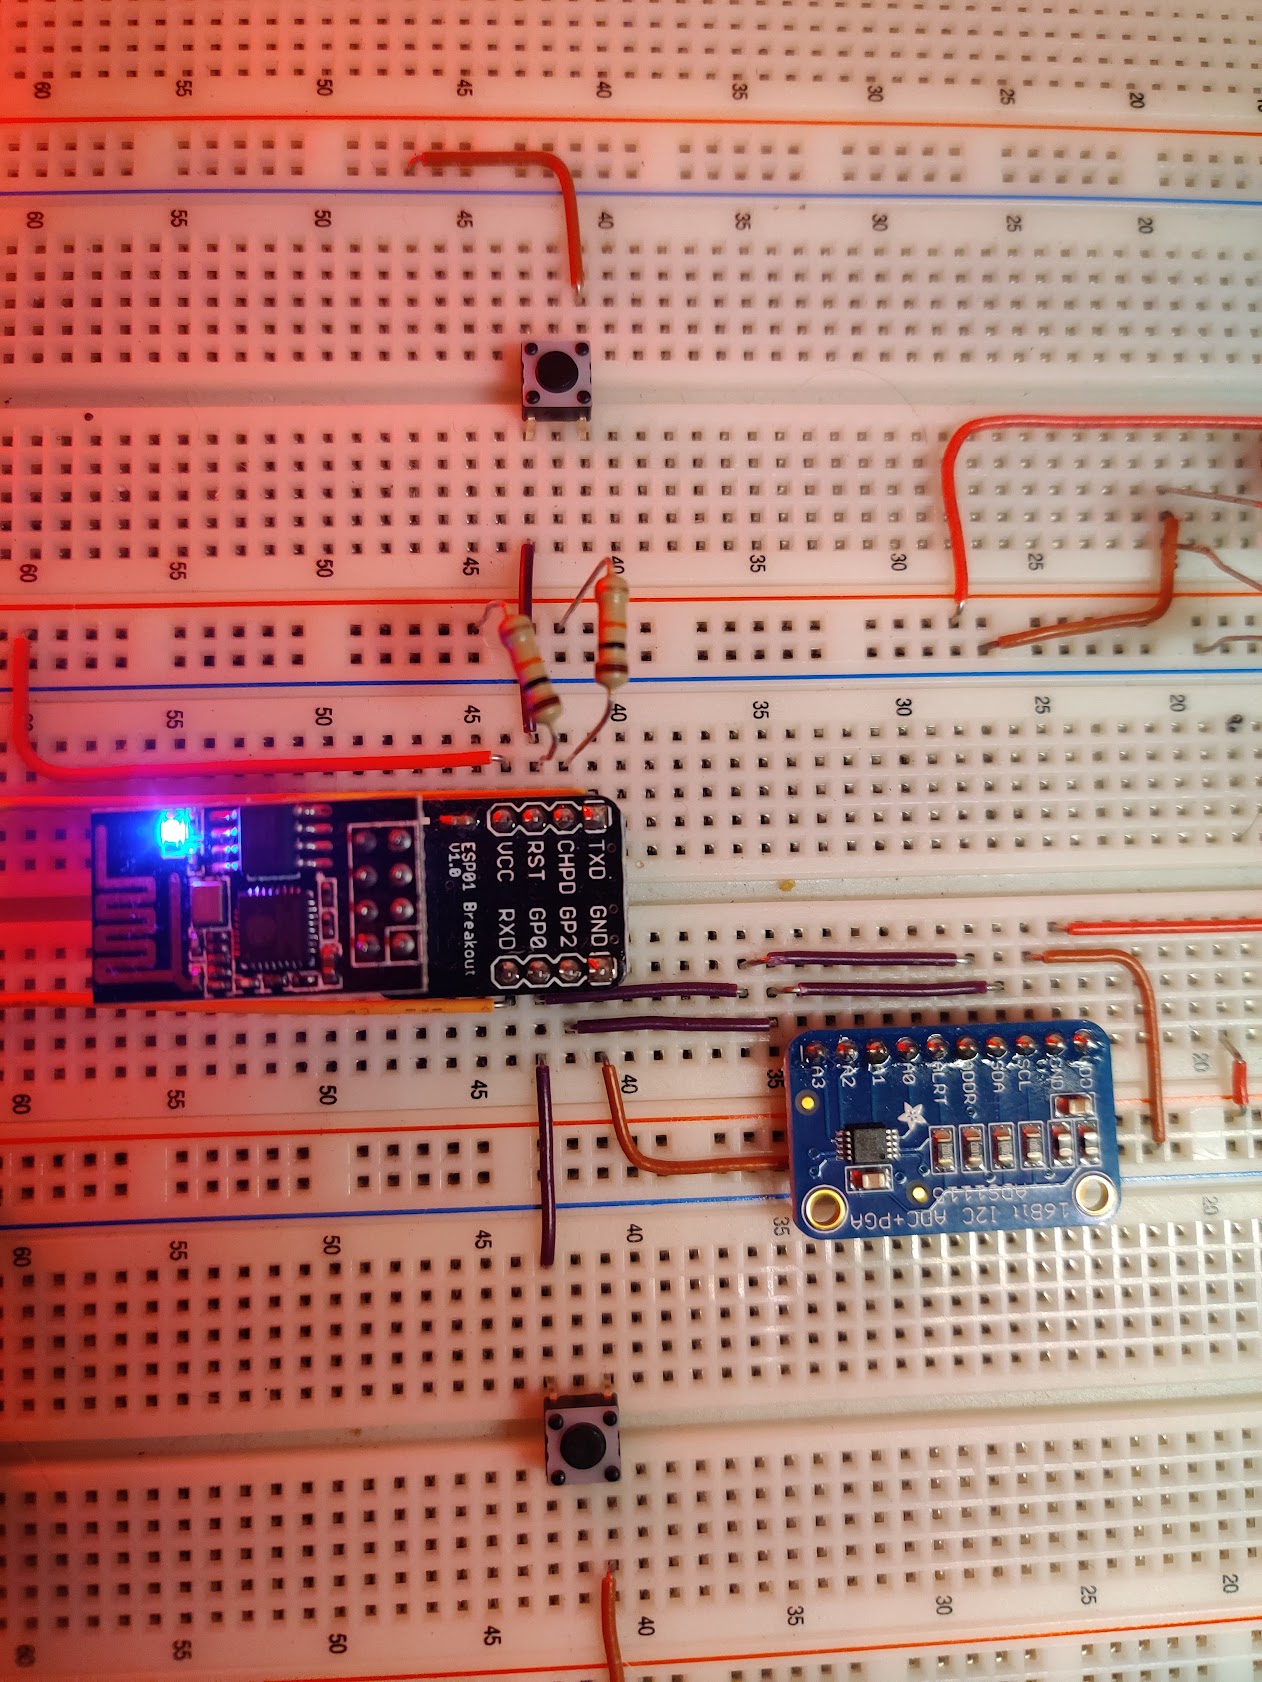 60 55 50 45 40 35 30 25 20
60 55 50 45 40 35 30 25 20
60 55 50 45 40 35 30 25
55 50 45 40 35 30 25 20
VCC RST CHPD TXD
ESP01 Breakout
V1.0
RXD GP0 GP2 GND
60 55 50 45 40 35 20
A3 A2 A1 A0 ALRT ADDR SDA SCL GND VDD
ADS1115
16Bit I2C ADC+PGA
60 55 50 45 40 35 20
60 55 50 45 40 35 30 25 20